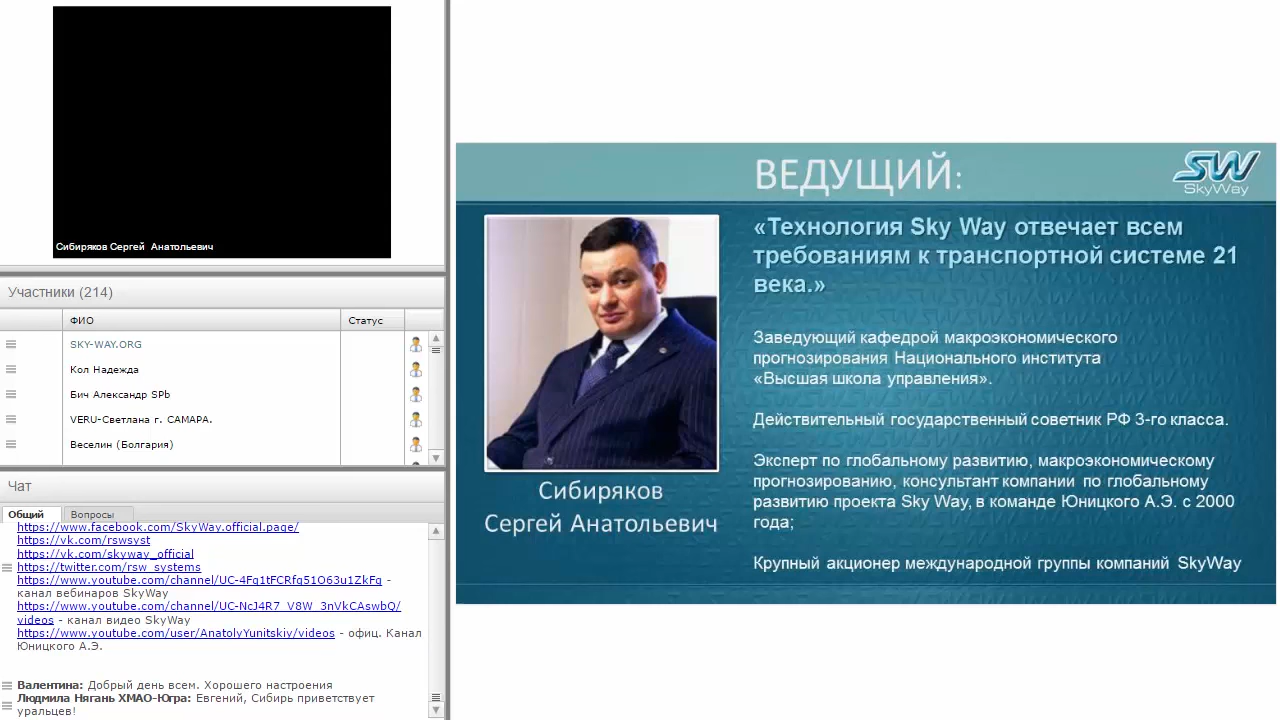 Сибиряков Сергей Анатольевич
Участники (214)
ФИО
Статус
SKY-WAY.ORG
Кол Надежда
Бич Александр SPb
VERU-Светлана г. САМАРА.
Веселин (Болгария)
Чат
Общий
Вопросы
https://www.facebook.com/SkyWay.official.page/
https://vk.com/rswsyst
https://vk.com/skyway_official
https://twitter.com/rsw_systems
https://www.youtube.com/channel/UC-4Fq1tFCRfq51O63u1ZkFg -
канал вебинаров SkyWay
https://www.youtube.com/channel/UC-NcJ4R7_V8W_3nVkCAswbQ/
videos - канал видео SkyWay
https://www.youtube.com/user/AnatolyYunitskiy/videos - офиц. Канал
Юницкого А.Э.
Валентина: Добрый день всем. Хорошего настроения
Людмила Нягань ХМАО-Югра: Евгений, Сибирь приветствует
уральцев!
ВЕДУЩИЙ:
SW
SkyWay
«Технология Sky Way отвечает всем
требованиям к транспортной системе 21
века.»
Заведующий кафедрой макроэкономического
прогнозирования Национального института
«Высшая школа управления».
Действительный государственный советник РФ 3-го класса.
Эксперт по глобальному развитию, макроэкономическому
прогнозированию, консультант компании по глобальному
развитию проекта Sky Way, в команде Юницкого А.Э. с 2000
года;
Крупный акционер международной группы компаний SkyWay
Сибиряков
Сергей Анатольевич